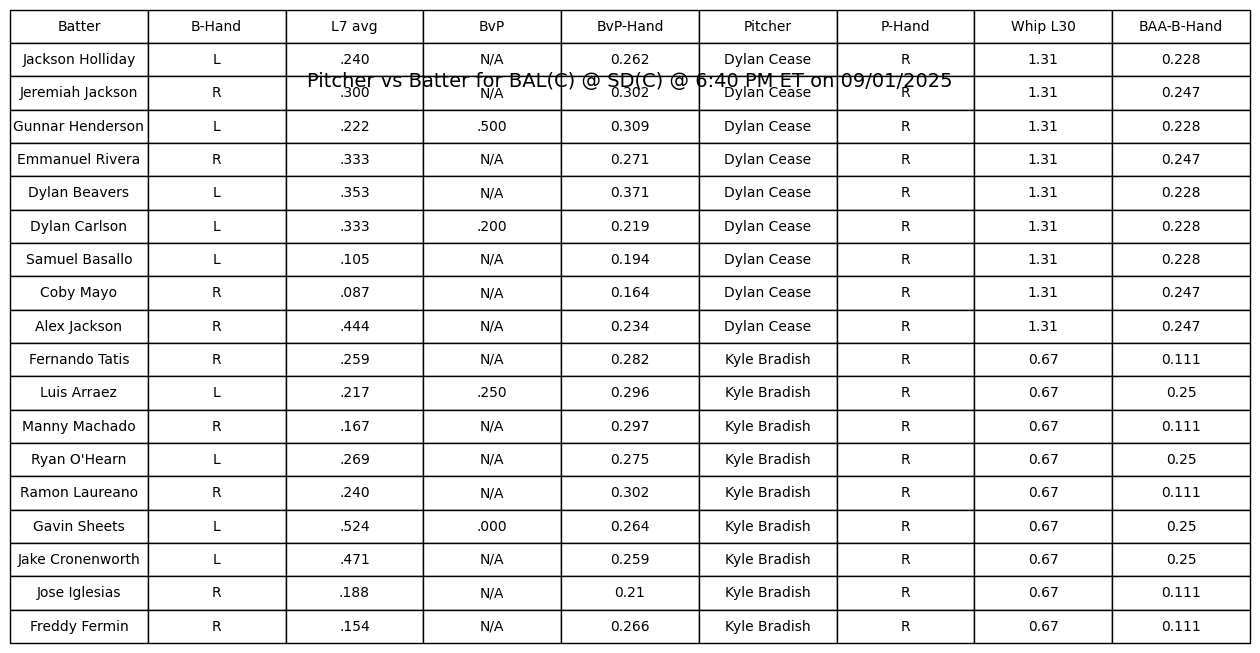 Batter B-Hand L7 avg BvP BvP-Hand Pitcher P-Hand Whip L30 BAA-B-Hand
Jackson Holliday L .240 N/A 0.262 Dylan Cease R 1.31 0.228
Pitcher vs Batter for BAL(C) @ SD(C) @ 6:40 PM ET on 09/01/2025
Jeremiah Jackson R .300 N/A 0.302 Dylan Cease R 1.31 0.247
Gunnar Henderson L .222 .500 0.309 Dylan Cease R 1.31 0.228
Emmanuel Rivera R .333 N/A 0.271 Dylan Cease R 1.31 0.247
Dylan Beavers L .353 N/A 0.371 Dylan Cease R 1.31 0.228
Dylan Carlson L .333 .200 0.219 Dylan Cease R 1.31 0.228
Samuel Basallo L .105 N/A 0.194 Dylan Cease R 1.31 0.228
Coby Mayo R .087 N/A 0.164 Dylan Cease R 1.31 0.247
Alex Jackson R .444 N/A 0.234 Dylan Cease R 1.31 0.247
Fernando Tatis R .259 N/A 0.282 Kyle Bradish R 0.67 0.111
Luis Arraez L .217 .250 0.296 Kyle Bradish R 0.67 0.25
Manny Machado R .167 N/A 0.297 Kyle Bradish R 0.67 0.111
Ryan O'Hearn L .269 N/A 0.275 Kyle Bradish R 0.67 0.25
Ramon Laureano R .240 N/A 0.302 Kyle Bradish R 0.67 0.111
Gavin Sheets L .524 .000 0.264 Kyle Bradish R 0.67 0.25
Jake Cronenworth L .471 N/A 0.259 Kyle Bradish R 0.67 0.25
Jose Iglesias R .188 N/A 0.21 Kyle Bradish R 0.67 0.111
Freddy Fermin R .154 N/A 0.266 Kyle Bradish R 0.67 0.111